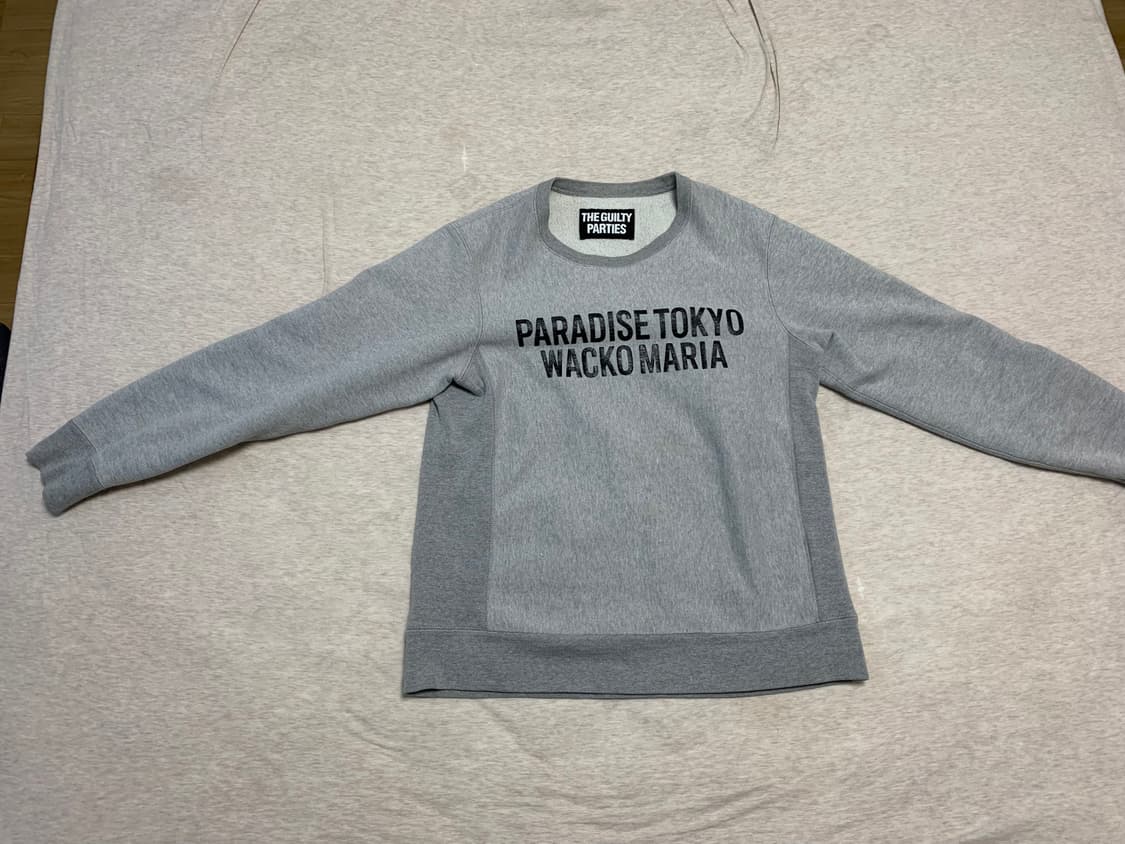 THE GUILTY
PARTIES
PARADISE TOKYO
WACKO MARIA